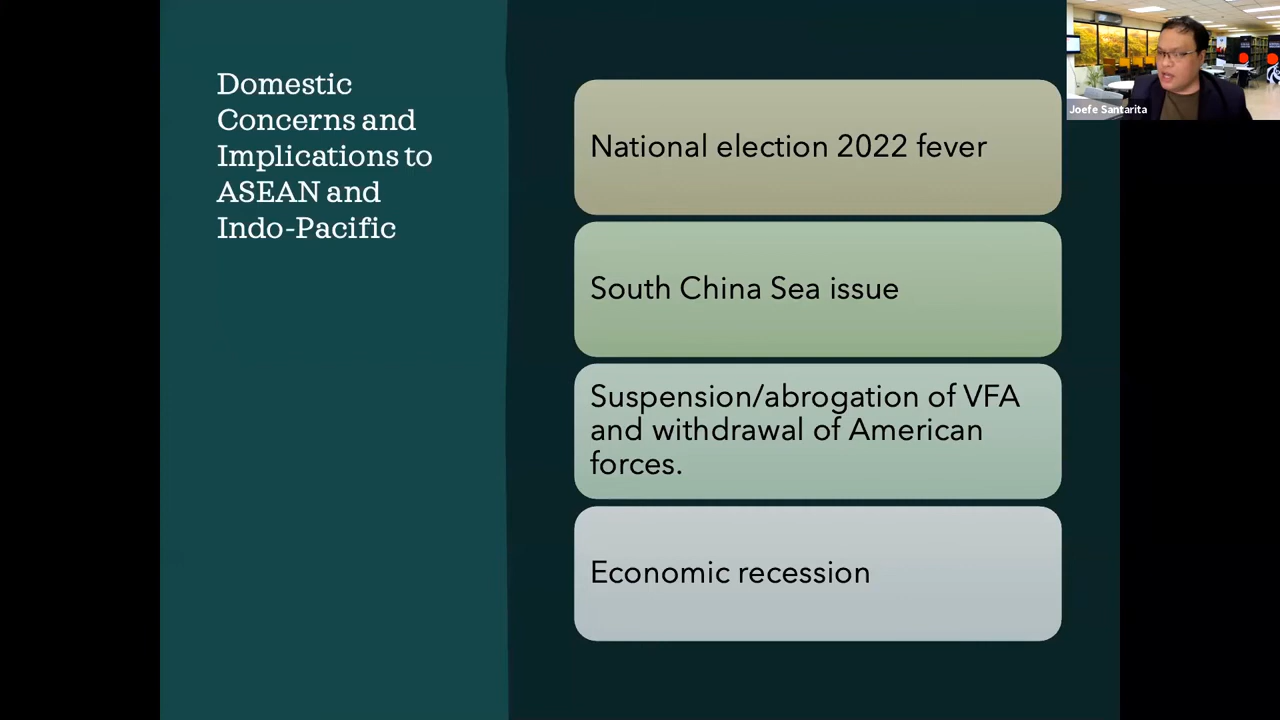 Domestic
Concerns and
Implications to
ASEAN and
Indo-Pacific
National election 2022 fever
South China Sea issue
Suspension/abrogation of VFA
and withdrawal of American
forces.
Economic recession
Joefe Santarita